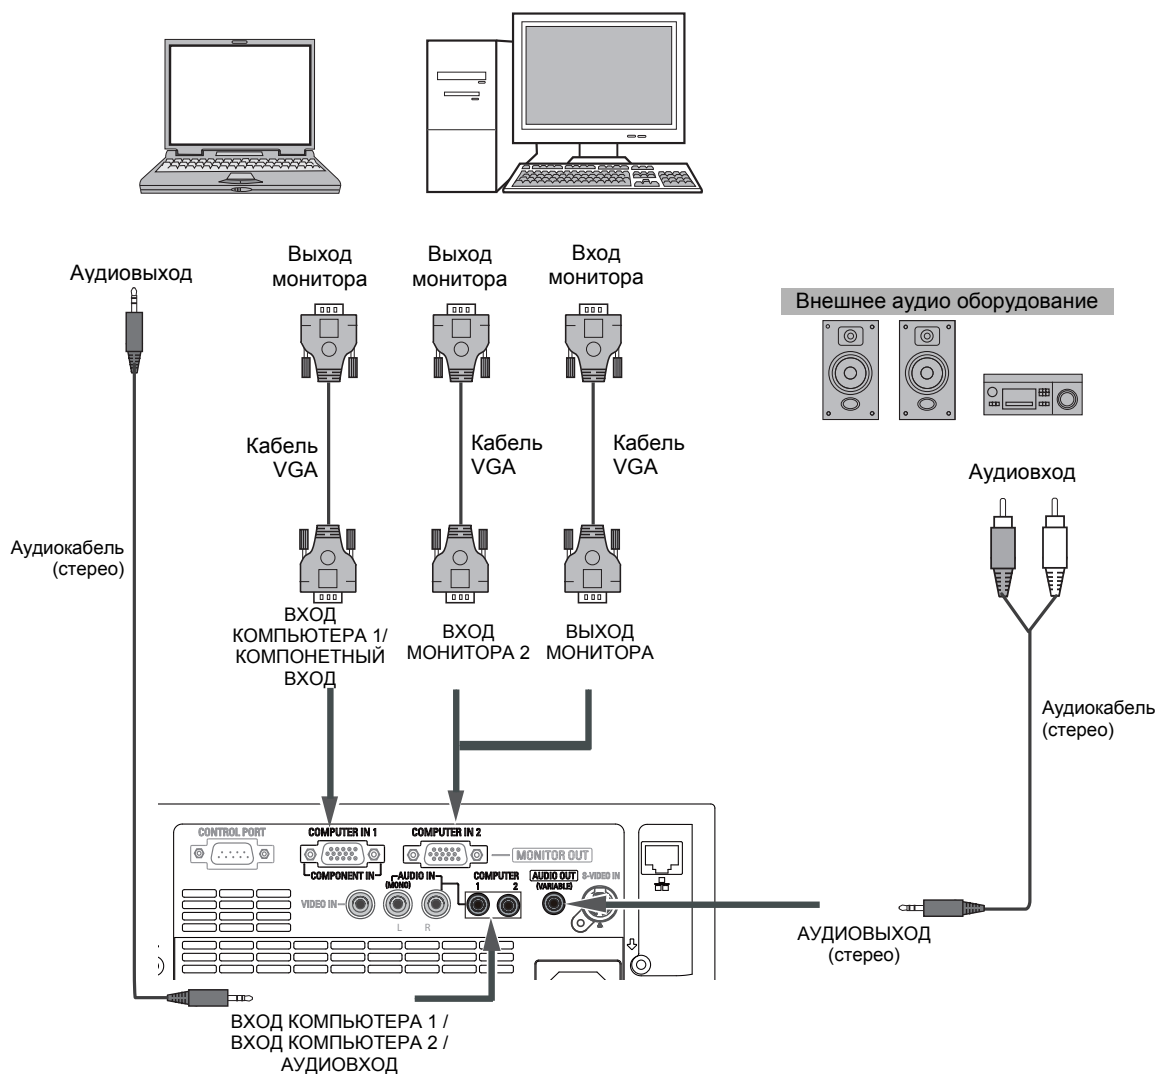 Аудиовыход
Выход
монитора
Выход
монитора
Вход
монитора
Внешнее аудио оборудование
Кабель
VGA
Кабель
VGA
Кабель
VGA
Аудиовход
Аудиокабель
(стерео)
ВХОД
КОМПЬЮТЕРА 1/
КОМПОНЕТНЫЙ
ВХОД
ВХОД
МОНИТОРА 2
ВЫХОД
МОНИТОРА
Аудиокабель
(стерео)
CONTROL PORT
COMPUTER IN 1
COMPUTER IN 2
MONITOR OUT
COMPONENT IN
AUDIO IN
(MONO)
COMPUTER
1 2
AUDIO OUT
(VARIABLE)
S-VIDEO IN
VIDEO IN
L R
АУДИОВЫХОД
(стерео)
ВХОД КОМПЬЮТЕРА 1 /
ВХОД КОМПЬЮТЕРА 2 /
АУДИОВХОД